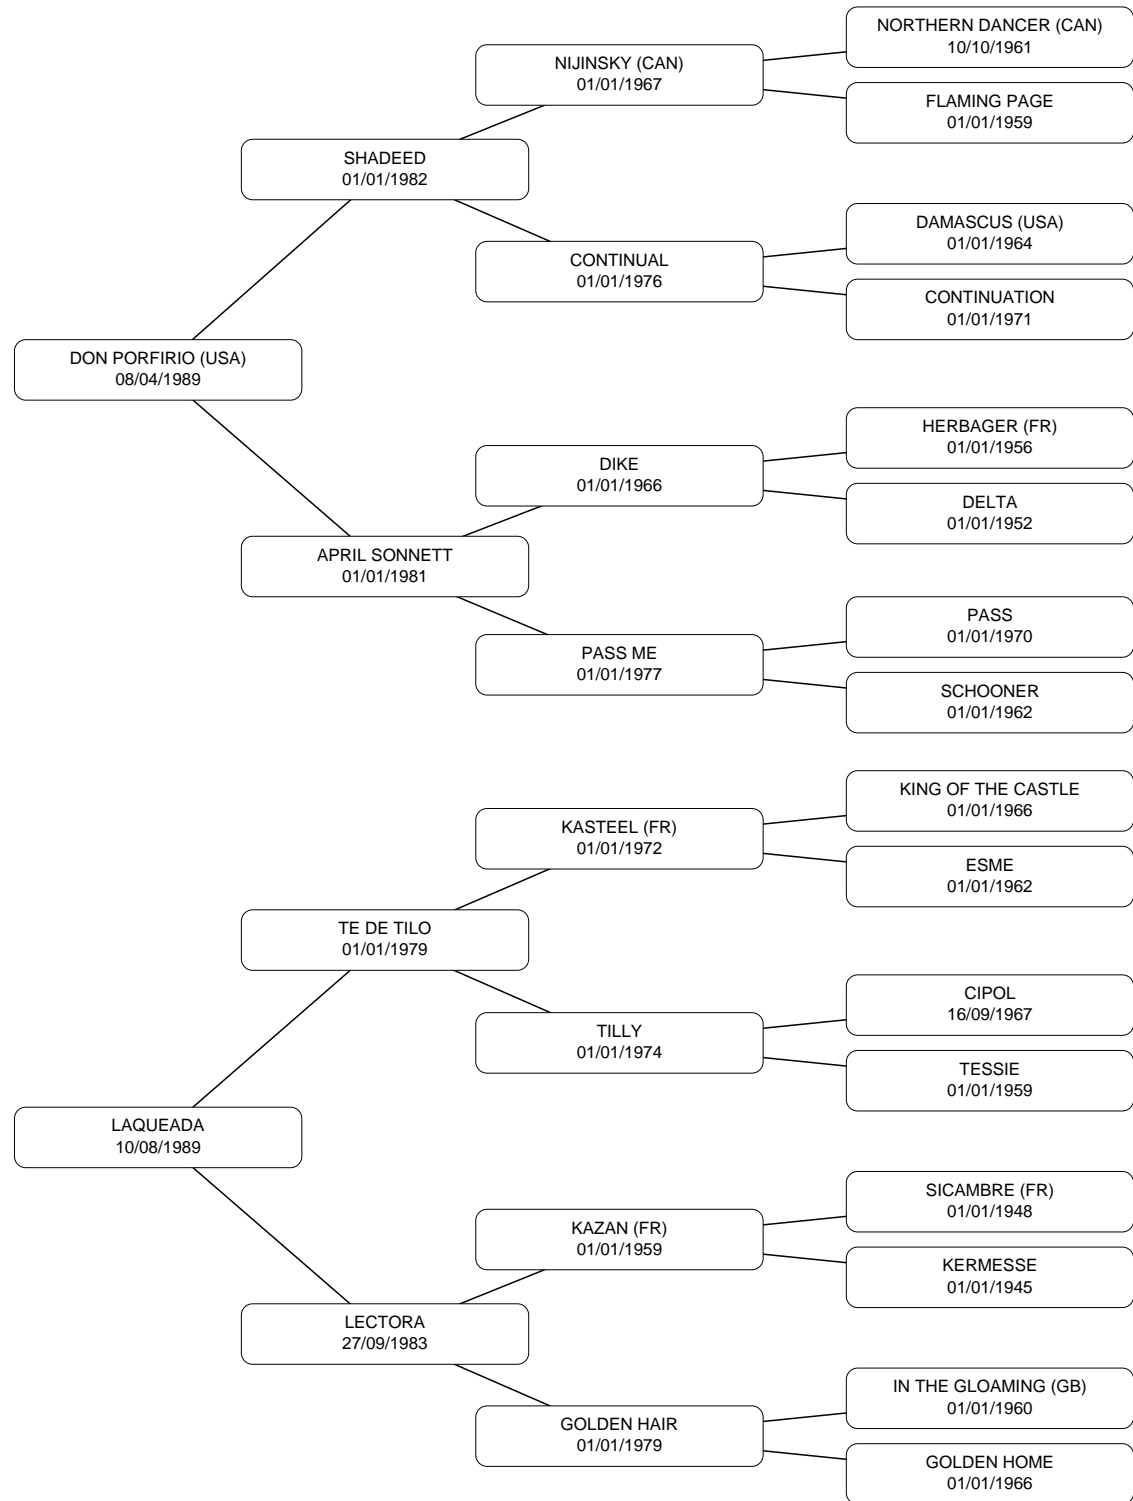 NORTHERN DANCER (CAN)
10/10/1961
NIJINSKY (CAN)
01/01/1967
FLAMING PAGE
01/01/1959
SHADEED
01/01/1982
DAMASCUS (USA)
01/01/1964
CONTINUAL
01/01/1976
CONTINUATION
01/01/1971
DON PORFIRIO (USA)
08/04/1989
HERBAGER (FR)
01/01/1956
DIKE
01/01/1966
DELTA
01/01/1952
APRIL SONNETT
01/01/1981
PASS
01/01/1970
PASS ME
01/01/1977
SCHOONER
01/01/1962
KING OF THE CASTLE
01/01/1966
KASTEEL (FR)
01/01/1972
ESME
01/01/1962
TE DE TILO
01/01/1979
CIPOL
16/09/1967
TILLY
01/01/1974
TESSIE
01/01/1959
LAQUEADA
10/08/1989
SICAMBRE (FR)
01/01/1948
KAZAN (FR)
01/01/1959
KERMESSE
01/01/1945
LECTORA
27/09/1983
IN THE GLOAMING (GB)
01/01/1960
GOLDEN HAIR
01/01/1979
GOLDEN HOME
01/01/1966